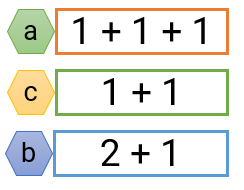 a 1 + 1 + 1
c 1 + 1
b 2 + 1